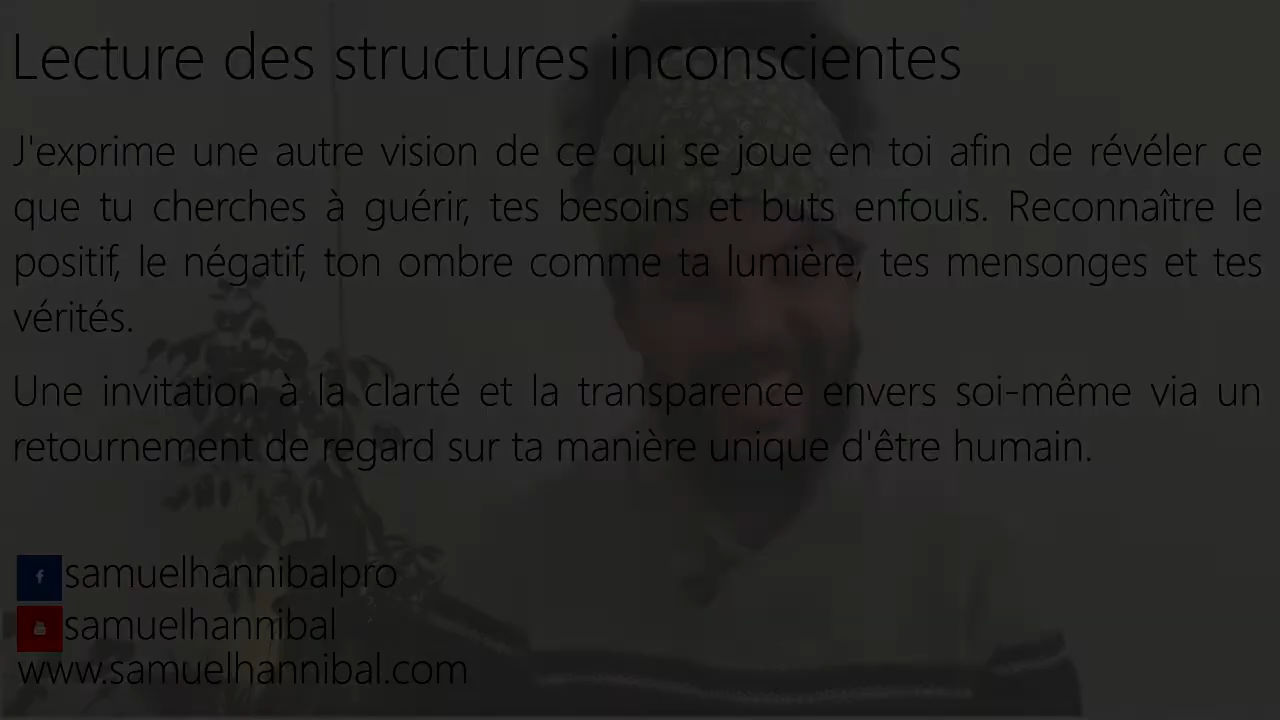 Lecture des structures inconscientes
J'exprime une autre vision de ce qui se joue en toi afin de révéler ce
que tu cherches à guérir, tes besoins et buts enfouis. Reconnaître le
positif, le négatif, ton ombre comme ta lumière, tes mensonges et tes
vérités.
Une invitation à la clarté et la transparence envers soi-même via un
retournement de regard sur ta manière unique d'être humain.
samuelhannibalpro
samuelhannibal
www.samuelhannibal.com